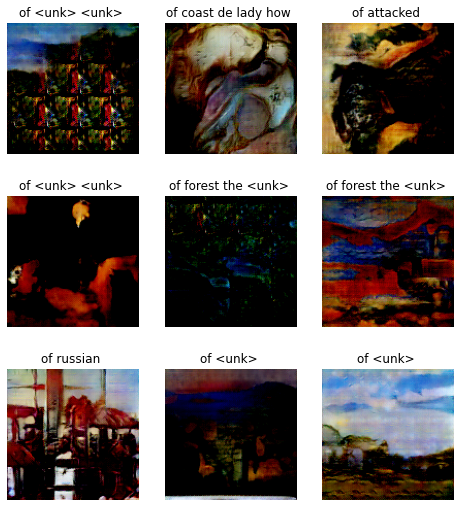 of <unk> <unk>
of coast de lady how
of attacked
of <unk> <unk>
of forest the <unk>
of forest the <unk>
of russian
of <unk>
of <unk>